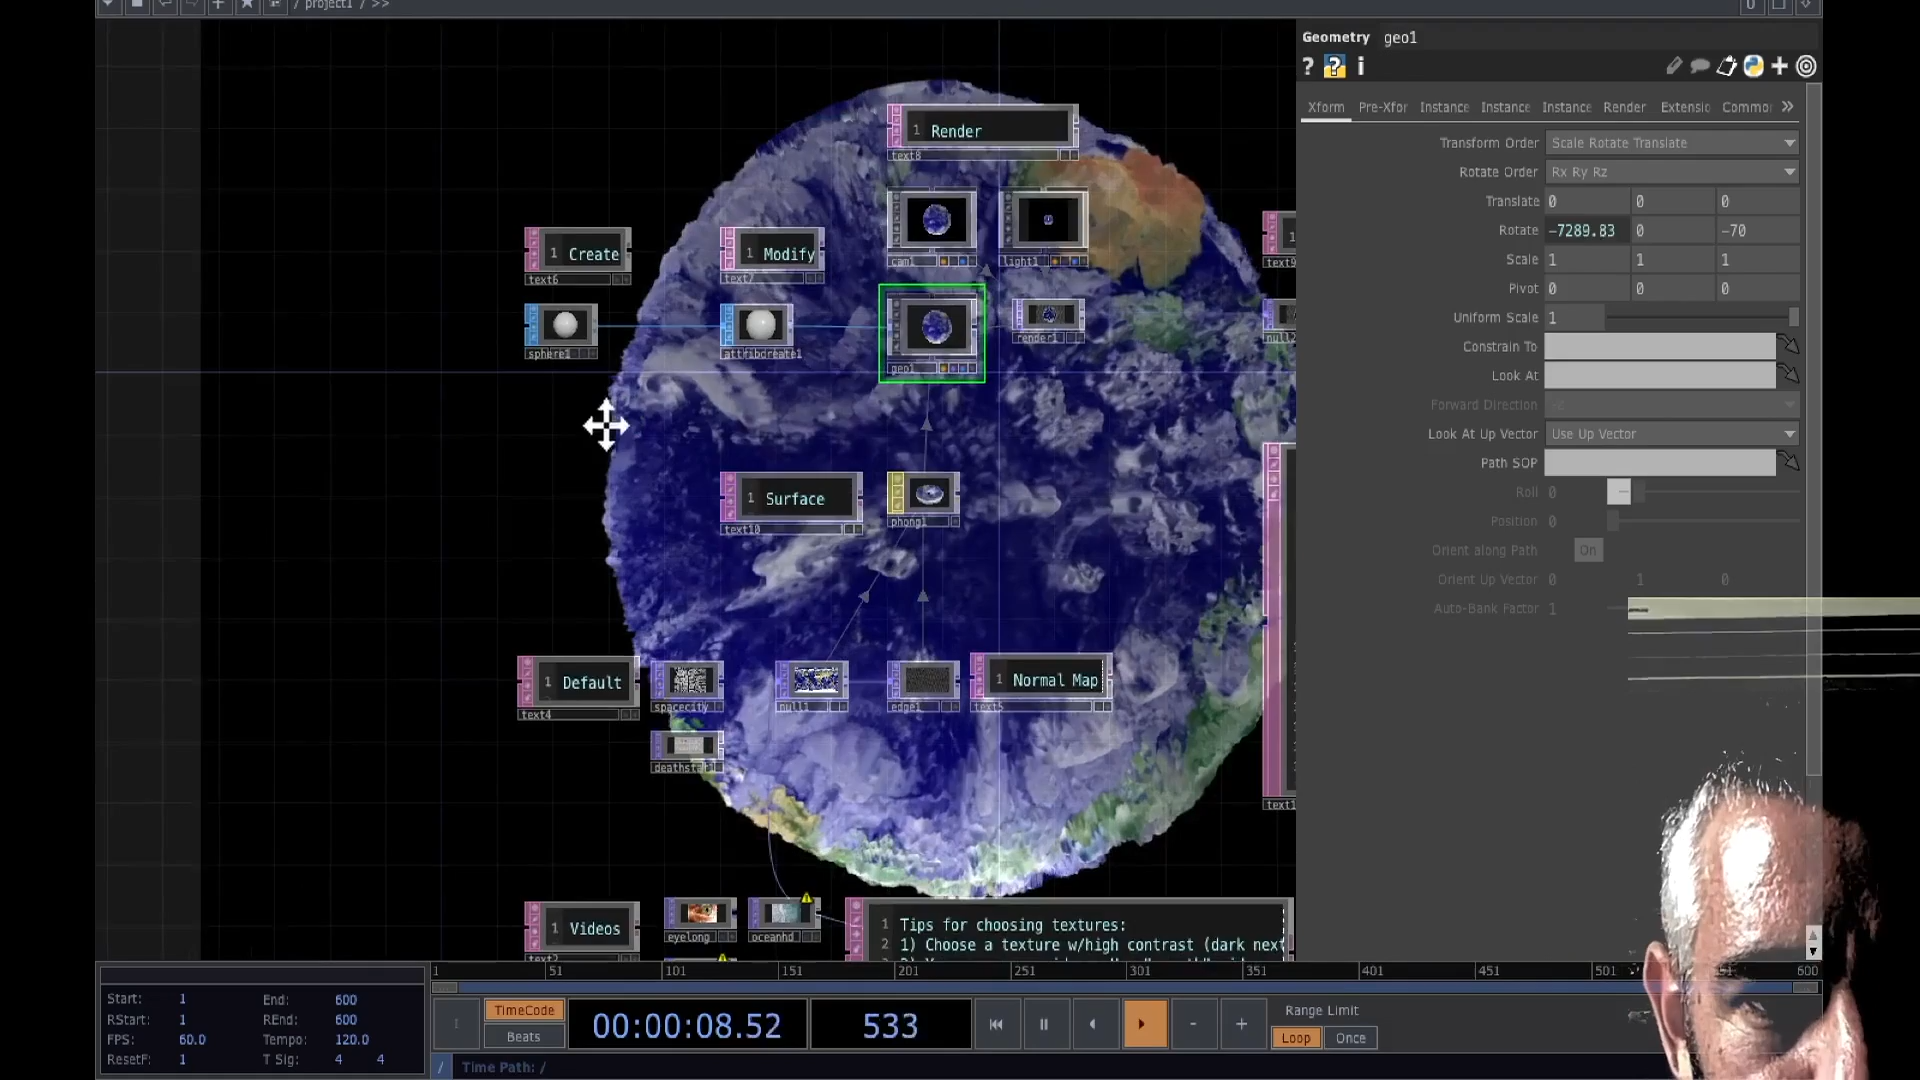 / project1 / >>
Geometry geo1
? ? i
Xform Pre-Xfor Instance Instance Instance Render Extensio Commo »
Transform Order Scale Rotate Translate
Rotate Order Rx Ry Rz
Translate 0 0 0
Rotate -7289.83 0 -70
Scale 1 1 1
Pivot 0 0 0
Uniform Scale 1
Constrain To
Look At
Forward Direction -Z
Look At Up Vector Use Up Vector
Path SOP
Roll 0
Position 0
Orient along Path On
Orient Up Vector 0 1 0
Auto-Bank Factor 1
1 Render
text8
cam1 light1
1 Create
text6
1 Modify
text7
1
text9
sphere1
attribcreate1
geo1
render1
null2
1 Surface
text10
phong1
1 Default
text4
spacecity
null1
edge1
1 Normal Map
text5
deathstar1
text1
1 Videos
text2
eyelong
oceanhd
1 Tips for choosing textures:
2 1) Choose a texture w/high contrast (dark next
1 51 101 151 201 251 301 351 401 451 501 551 600
Start: 1 End: 600
RStart: 1 REnd: 600
FPS: 60.0 Tempo: 120.0
ResetF: 1 T Sig: 4 4
TimeCode
Beats
00:00:08.52
533
- +
Range Limit
Loop Once
/ Time Path: /